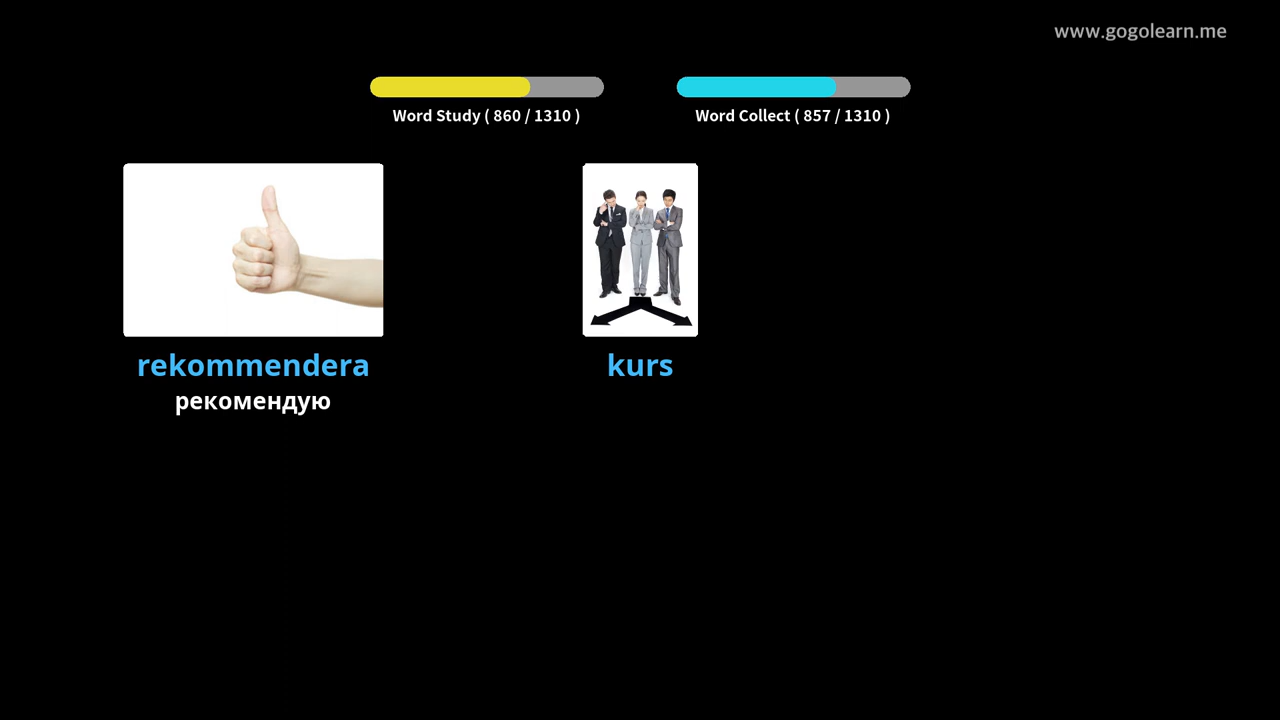 www.gogolearn.me
Word Study ( 860 / 1310 )
Word Collect ( 857 / 1310 )
rekommendera
рекомендую
kurs